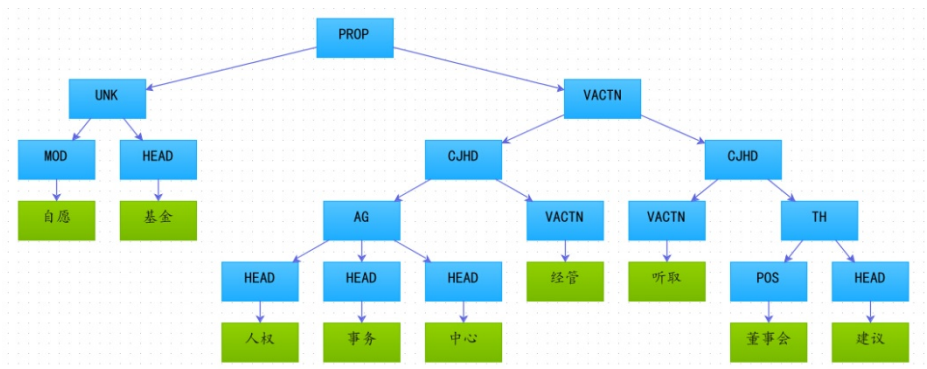 PROP
UNK VACTN
MOD HEAD CJHD CJHD
自愿 基金 AG VACTN VACTN TH
HEAD HEAD HEAD 经管 听取 POS HEAD
人权 事务 中心 董事会 建议